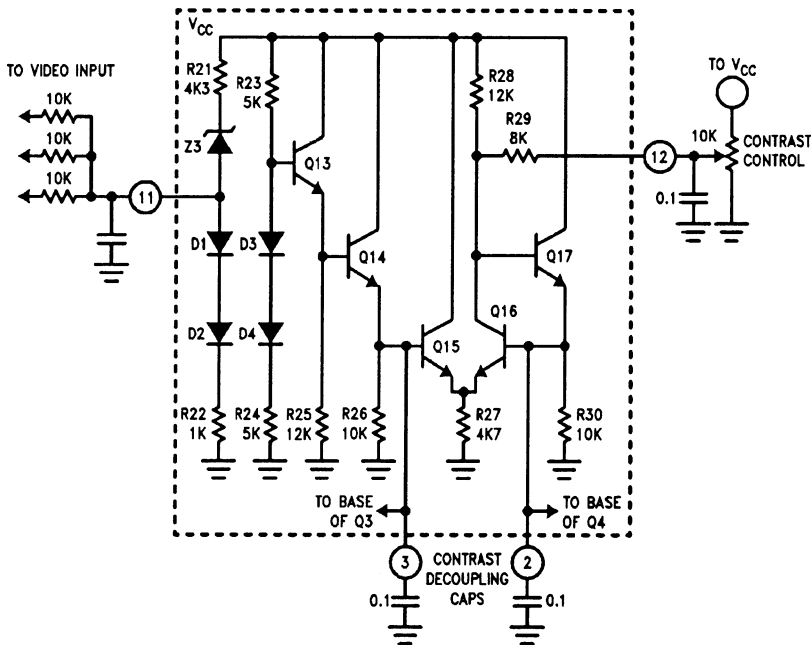 V_CC
TO VIDEO INPUT
10K
10K
10K
11
R21
4K3
Z3
D1
D2
R22
1K
R23
5K
D3
D4
R24
5K
Q13
R25
12K
Q14
R26
10K
Q15
R27
4K7
Q16
R28
12K
R29
8K
Q17
R30
10K
12
TO V_CC
10K
CONTRAST
CONTROL
0.1
TO BASE
OF Q3
TO BASE
OF Q4
3
CONTRAST
DECOUPLING
CAPS
2
0.1
0.1